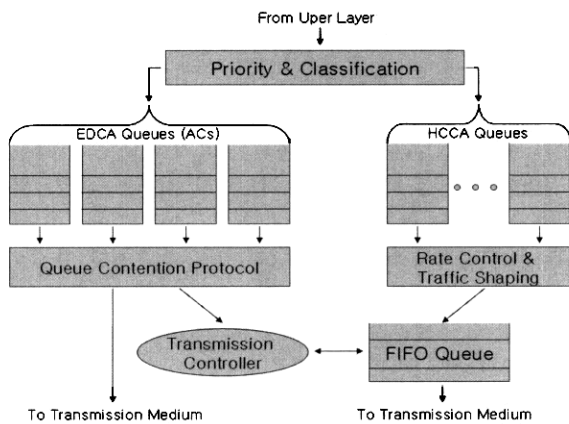 From Uper Layer
Priority & Classification
EDCA Queues (ACs)
HCCA Queues
Queue Contention Protocol
Rate Control &
Traffic Shaping
Transmission
Controller
FIFO Queue
To Transmission Medium
To Transmission Medium